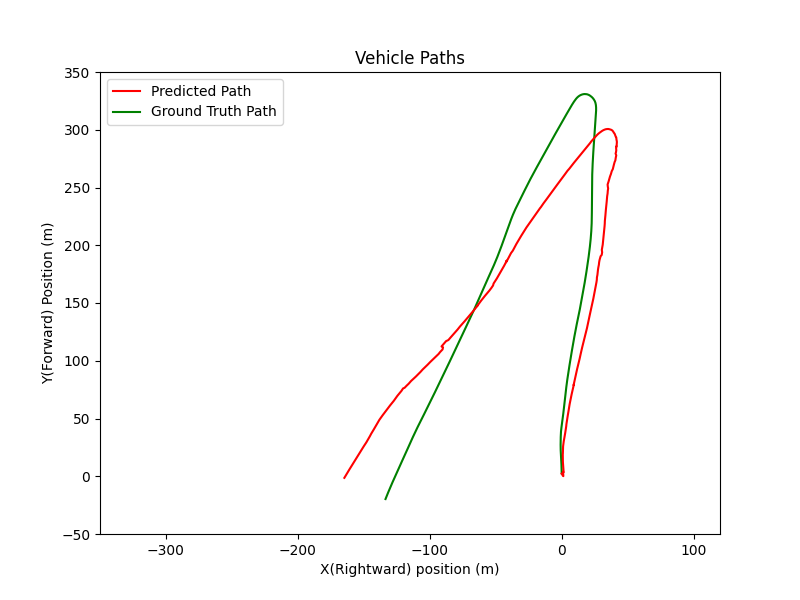 Vehicle Paths
Predicted Path
Ground Truth Path
350
300
250
200
150
100
50
0
−50
Y(Forward) Position (m)
−300 −200 −100 0 100
X(Rightward) position (m)